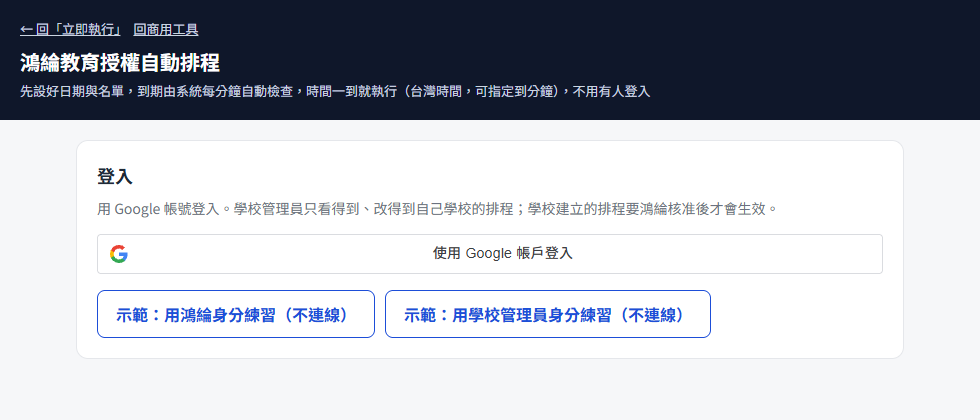 ← 回「立即執行」 回商用工具
鴻綸教育授權自動排程
先設好日期與名單，到期由系統每分鐘自動檢查，時間一到就執行（台灣時間，可指定到分鐘），不用有人登入
登入
用 Google 帳號登入。學校管理員只看得到、改得到自己學校的排程；學校建立的排程要鴻綸核准後才會生效。
使用 Google 帳戶登入
示範：用鴻綸身分練習（不連線） 示範：用學校管理員身分練習（不連線）